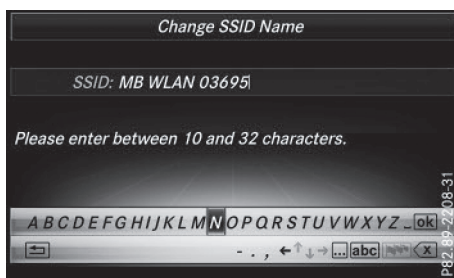 Change SSID Name
SSID: MB WLAN 03695
Please enter between 10 and 32 characters.
A B C D E F G H I J K L M N O P Q R S T U V W X Y Z _ ok
- . , ←↑↓→ ... abc X
P82.89-2208-31